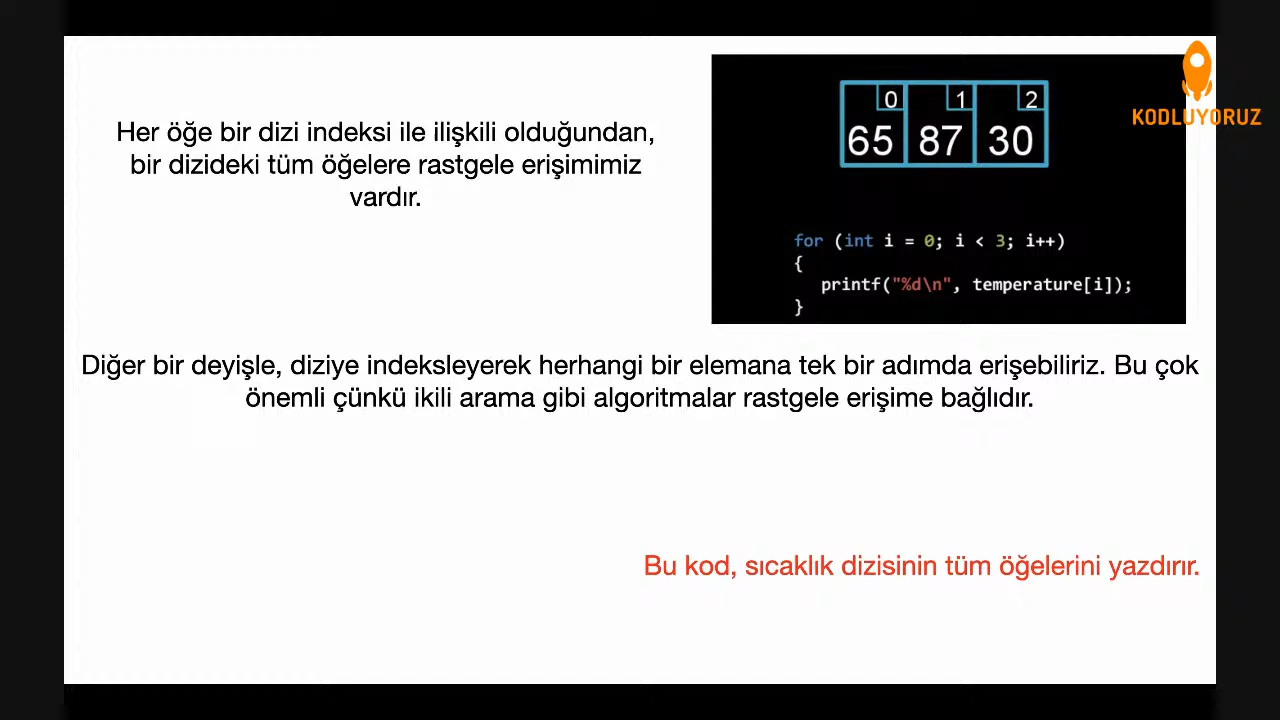 Her öğe bir dizi indeksi ile ilişkili olduğundan,
bir dizideki tüm öğelere rastgele erişimimiz
vardır.
0 1 2
65 87 30
KODLUYORUZ
for (int i = 0; i < 3; i++)
{
printf("%d\n", temperature[i]);
}
Diğer bir deyişle, diziye indeksleyerek herhangi bir elemana tek bir adımda erişebiliriz. Bu çok
önemli çünkü ikili arama gibi algoritmalar rastgele erişime bağlıdır.
Bu kod, sıcaklık dizisinin tüm öğelerini yazdırır.